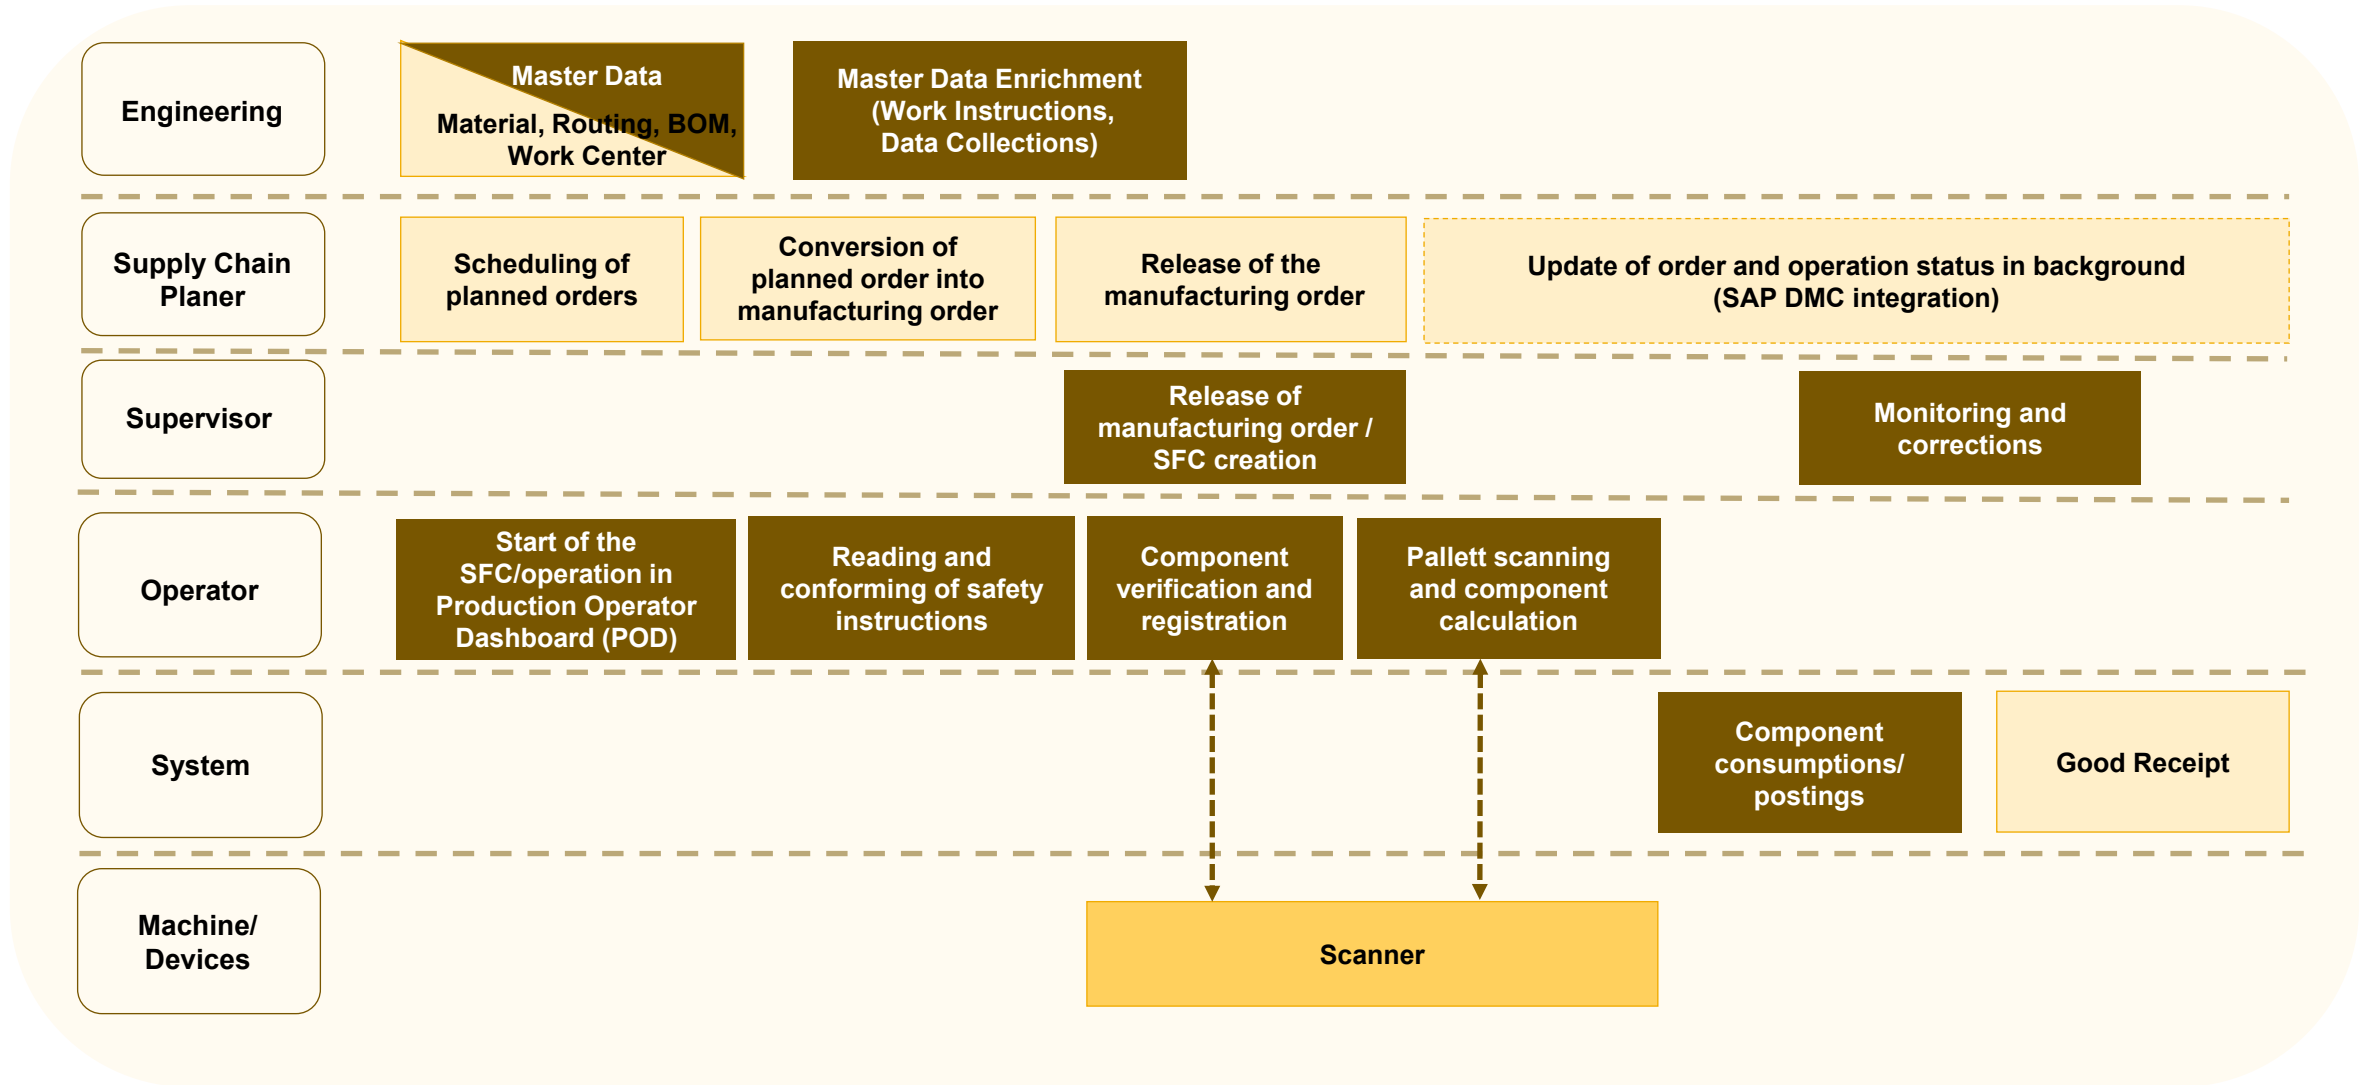 Engineering
Master Data
Material, Routing, BOM,
Work Center
Master Data Enrichment
(Work Instructions,
Data Collections)
Supply Chain
Planer
Scheduling of
planned orders
Conversion of
planned order into
manufacturing order
Release of the
manufacturing order
Update of order and operation status in background
(SAP DMC integration)
Supervisor
Release of
manufacturing order /
SFC creation
Monitoring and
corrections
Operator
Start of the
SFC/operation in
Production Operator
Dashboard (POD)
Reading and
conforming of safety
instructions
Component
verification and
registration
Pallett scanning
and component
calculation
System
Component
consumptions/
postings
Good Receipt
Machine/
Devices
Scanner